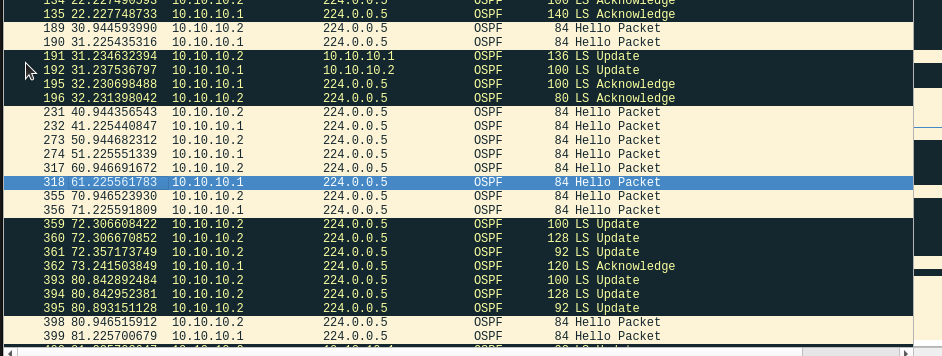 134 22.227490593 10.10.10.2 224.0.0.5 OSPF 100 LS Acknowledge
135 22.227748733 10.10.10.1 224.0.0.5 OSPF 140 LS Acknowledge
189 30.944593990 10.10.10.2 224.0.0.5 OSPF 84 Hello Packet
190 31.225435316 10.10.10.1 224.0.0.5 OSPF 84 Hello Packet
191 31.234632394 10.10.10.2 10.10.10.1 OSPF 136 LS Update
192 31.237536797 10.10.10.1 10.10.10.2 OSPF 100 LS Update
195 32.230698488 10.10.10.1 224.0.0.5 OSPF 100 LS Acknowledge
196 32.231398042 10.10.10.2 224.0.0.5 OSPF 80 LS Acknowledge
231 40.944356543 10.10.10.2 224.0.0.5 OSPF 84 Hello Packet
232 41.225440847 10.10.10.1 224.0.0.5 OSPF 84 Hello Packet
273 50.944682312 10.10.10.2 224.0.0.5 OSPF 84 Hello Packet
274 51.225551339 10.10.10.1 224.0.0.5 OSPF 84 Hello Packet
317 60.946691672 10.10.10.2 224.0.0.5 OSPF 84 Hello Packet
318 61.225561783 10.10.10.1 224.0.0.5 OSPF 84 Hello Packet
355 70.946523930 10.10.10.2 224.0.0.5 OSPF 84 Hello Packet
356 71.225591809 10.10.10.1 224.0.0.5 OSPF 84 Hello Packet
359 72.306608422 10.10.10.2 224.0.0.5 OSPF 100 LS Update
360 72.306670852 10.10.10.2 224.0.0.5 OSPF 128 LS Update
361 72.357173749 10.10.10.2 224.0.0.5 OSPF 92 LS Update
362 73.241503849 10.10.10.1 224.0.0.5 OSPF 120 LS Acknowledge
393 80.842892484 10.10.10.2 224.0.0.5 OSPF 100 LS Update
394 80.842952381 10.10.10.2 224.0.0.5 OSPF 128 LS Update
395 80.893151128 10.10.10.2 224.0.0.5 OSPF 92 LS Update
398 80.946515912 10.10.10.2 224.0.0.5 OSPF 84 Hello Packet
399 81.225700679 10.10.10.1 224.0.0.5 OSPF 84 Hello Packet